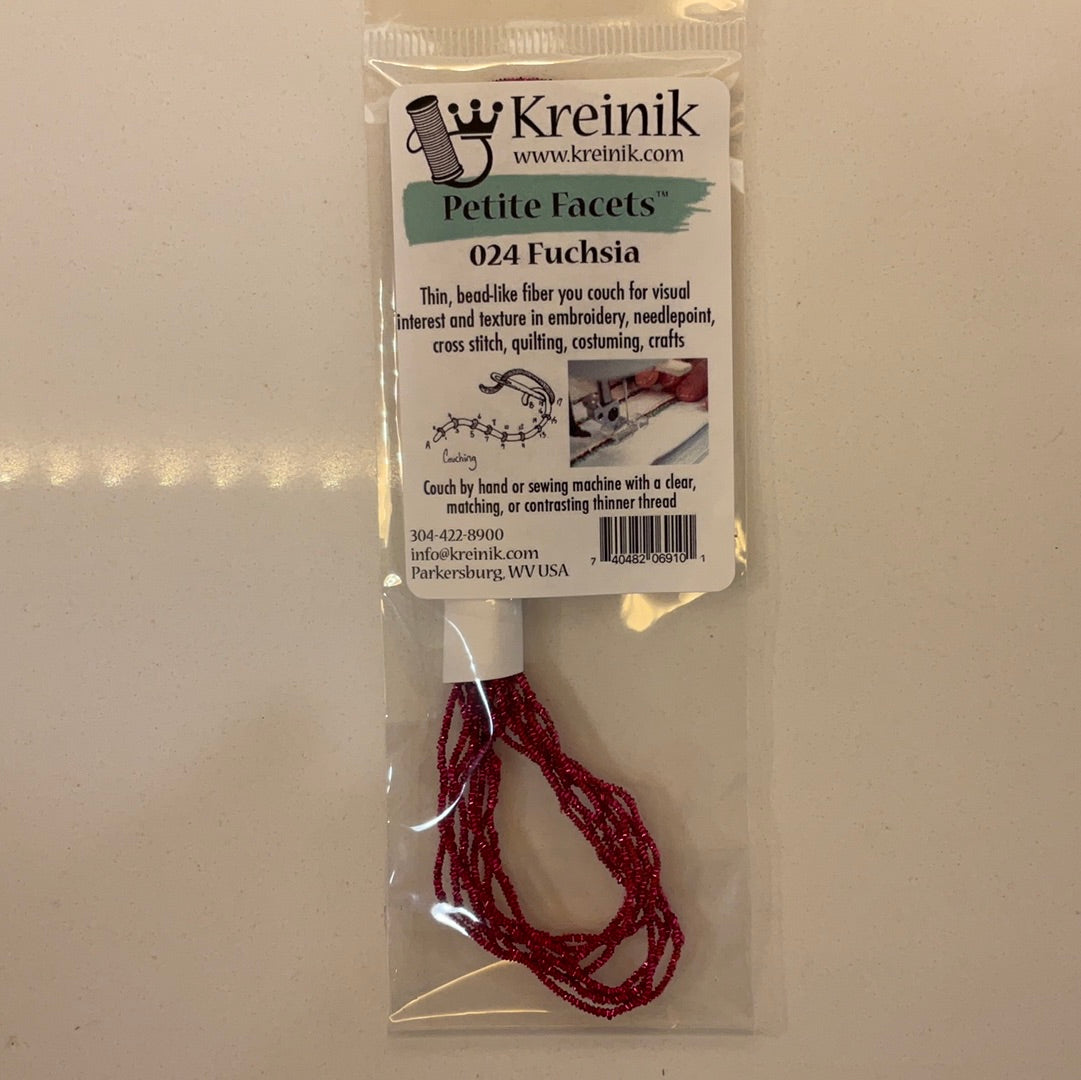 Kreinik
www.kreinik.com
Petite Facets™
024 Fuchsia
Thin, bead-like fiber you couch for visual
interest and texture in embroidery, needlepoint,
cross stitch, quilting, costuming, crafts
Couching
Couch by hand or sewing machine with a clear,
matching, or contrasting thinner thread
304-422-8900
info@kreinik.com
Parkersburg, WV USA
7 40482 06910 1